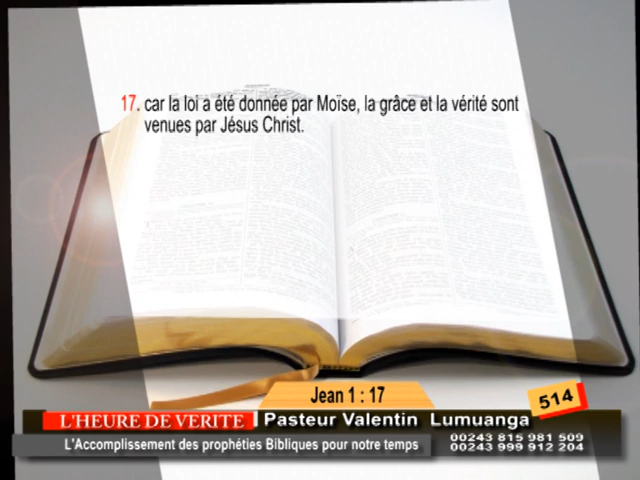 17. car la loi a été donnée par Moïse, la grâce et la vérité sont
venues par Jésus Christ.
Jean 1 : 17
514
L'HEURE DE VERITE Pasteur Valentin Lumuanga
L'Accomplissement des prophéties Bibliques pour notre temps
00243 815 981 509
00243 999 912 204